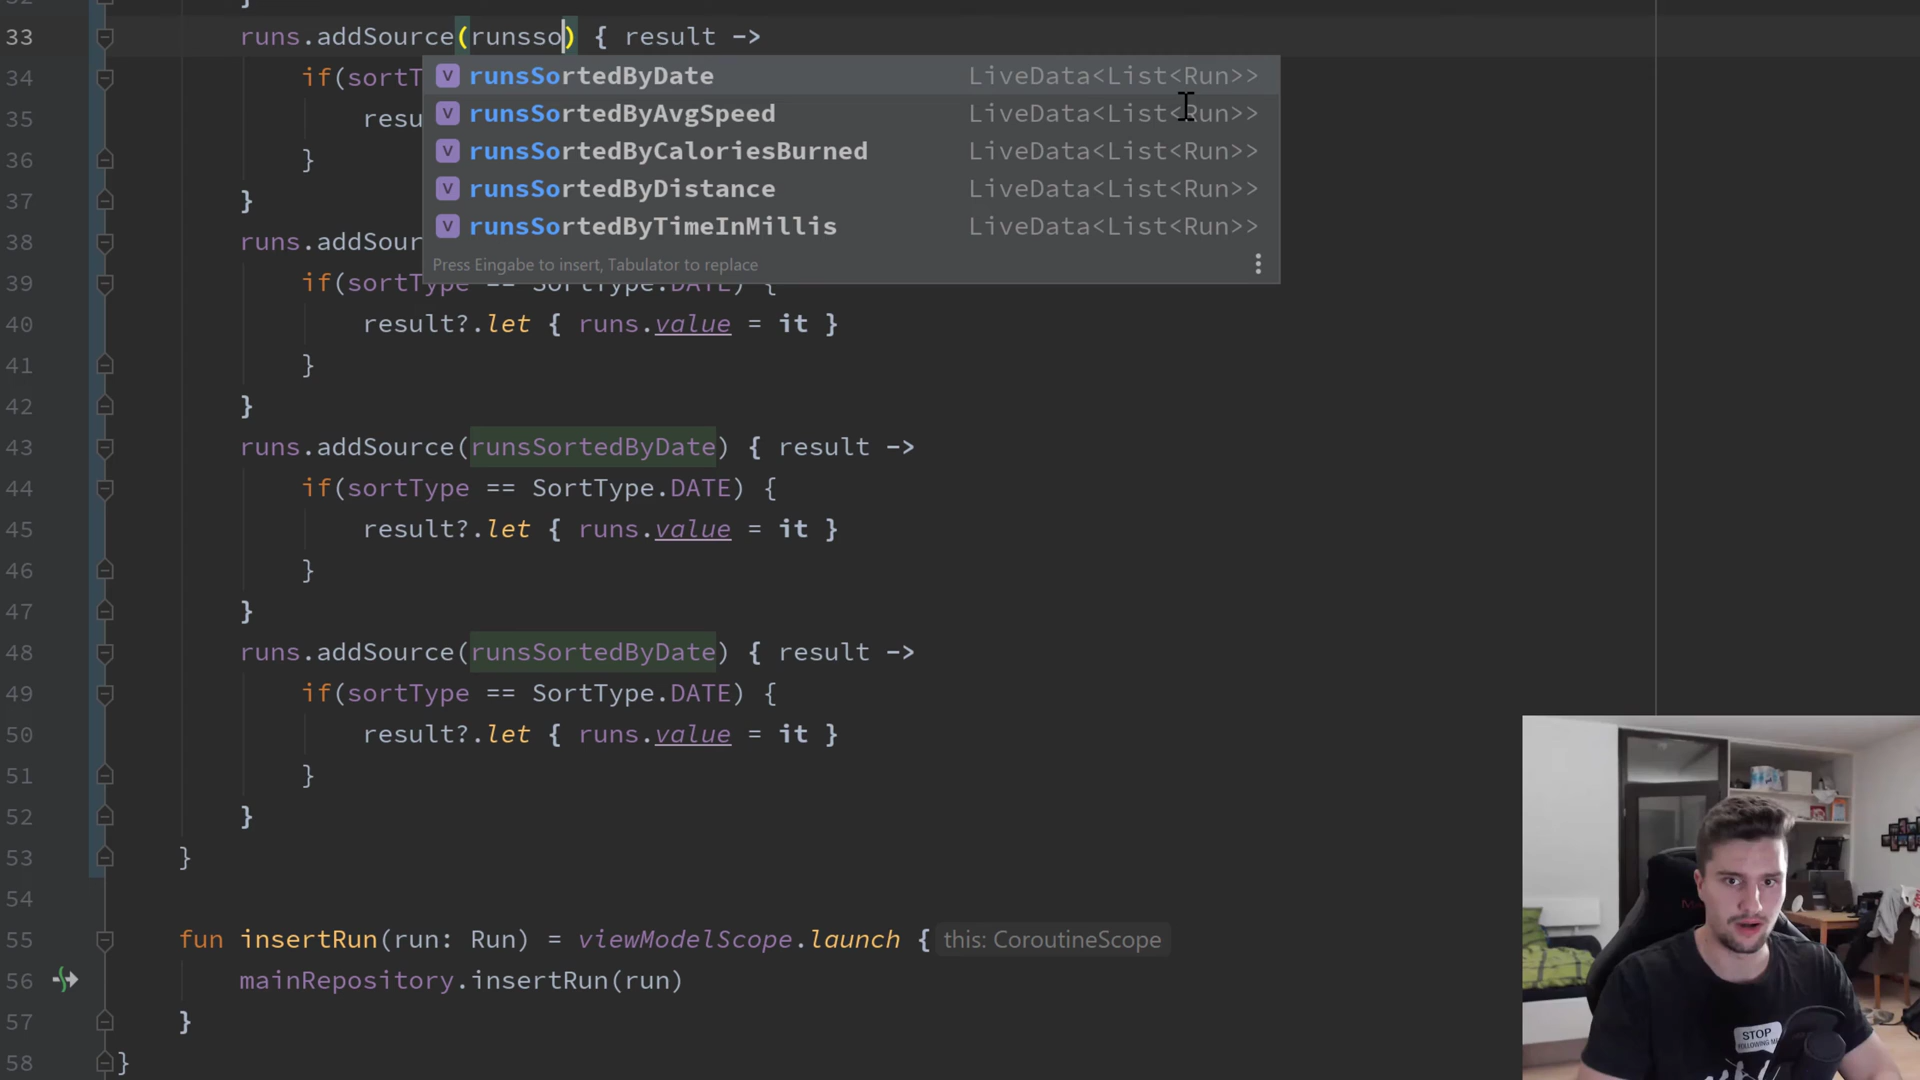 32 }
33 runs.addSource(runsso) { result ->
runsSortedByDate LiveData<List<Run>>
runsSortedByAvgSpeed LiveData<List<Run>>
runsSortedByCaloriesBurned LiveData<List<Run>>
runsSortedByDistance LiveData<List<Run>>
runsSortedByTimeInMillis LiveData<List<Run>>
Press Eingabe to insert, Tabulator to replace
34 if(sortT
35 resu
36 }
37 }
38 runs.addSour
39 if(sortType == SortType.DATE) {
40 result?.let { runs.value = it }
41 }
42 }
43 runs.addSource(runsSortedByDate) { result ->
44 if(sortType == SortType.DATE) {
45 result?.let { runs.value = it }
46 }
47 }
48 runs.addSource(runsSortedByDate) { result ->
49 if(sortType == SortType.DATE) {
50 result?.let { runs.value = it }
51 }
52 }
53 }
54
55 fun insertRun(run: Run) = viewModelScope.launch { this: CoroutineScope
56 mainRepository.insertRun(run)
57 }
58 }
STOP
FOLLOWING ME